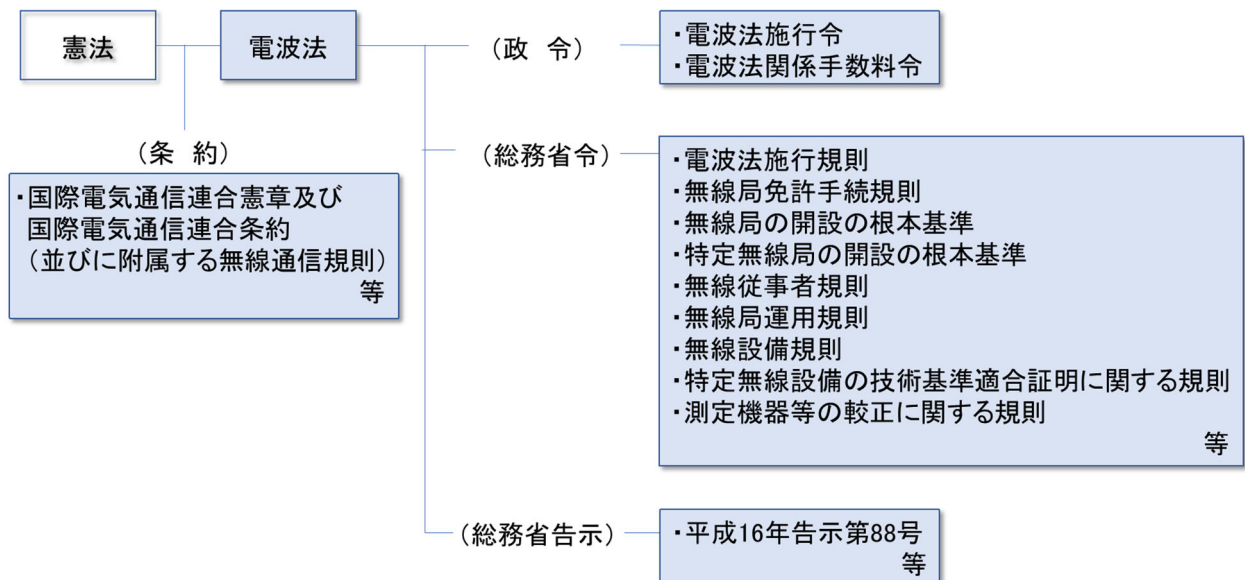 憲法
電波法
(条 約)
・国際電気通信連合憲章及び
国際電気通信連合条約
(並びに附属する無線通信規則)
等
(政 令)
・電波法施行令
・電波法関係手数料令
(総務省令)
・電波法施行規則
・無線局免許手続規則
・無線局の開設の根本基準
・特定無線局の開設の根本基準
・無線従事者規則
・無線局運用規則
・無線設備規則
・特定無線設備の技術基準適合証明に関する規則
・測定機器等の較正に関する規則
等
(総務省告示)
・平成16年告示第88号
等